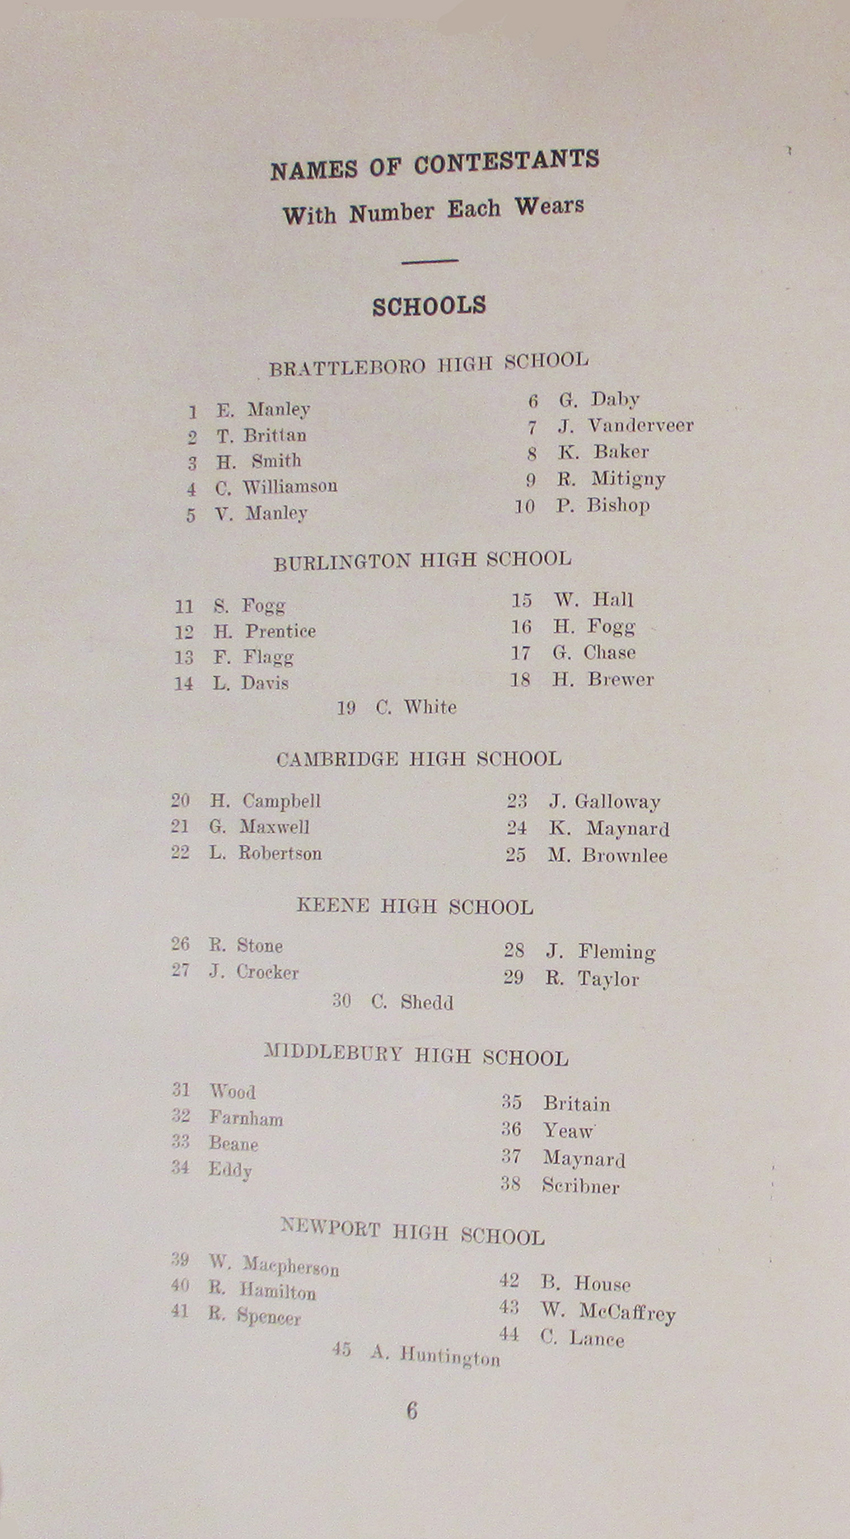 NAMES OF CONTESTANTS
With Number Each Wears
SCHOOLS
BRATTLEBORO HIGH SCHOOL
1 E. Manley
2 T. Brittan
3 H. Smith
4 C. Williamson
5 V. Manley
6 G. Daby
7 J. Vanderveer
8 K. Baker
9 R. Mitigny
10 P. Bishop
BURLINGTON HIGH SCHOOL
11 S. Fogg
12 H. Prentice
13 F. Flagg
14 L. Davis
15 W. Hall
16 H. Fogg
17 G. Chase
18 H. Brewer
19 C. White
CAMBRIDGE HIGH SCHOOL
20 H. Campbell
21 G. Maxwell
22 L. Robertson
23 J. Galloway
24 K. Maynard
25 M. Brownlee
KEENE HIGH SCHOOL
26 R. Stone
27 J. Crocker
28 J. Fleming
29 R. Taylor
30 C. Shedd
MIDDLEBURY HIGH SCHOOL
31 Wood
32 Farnham
33 Beane
34 Eddy
35 Britain
36 Yeaw
37 Maynard
38 Scribner
NEWPORT HIGH SCHOOL
39 W. Macpherson
40 R. Hamilton
41 R. Spencer
42 B. House
43 W. McCaffrey
44 C. Lance
45 A. Huntington
6